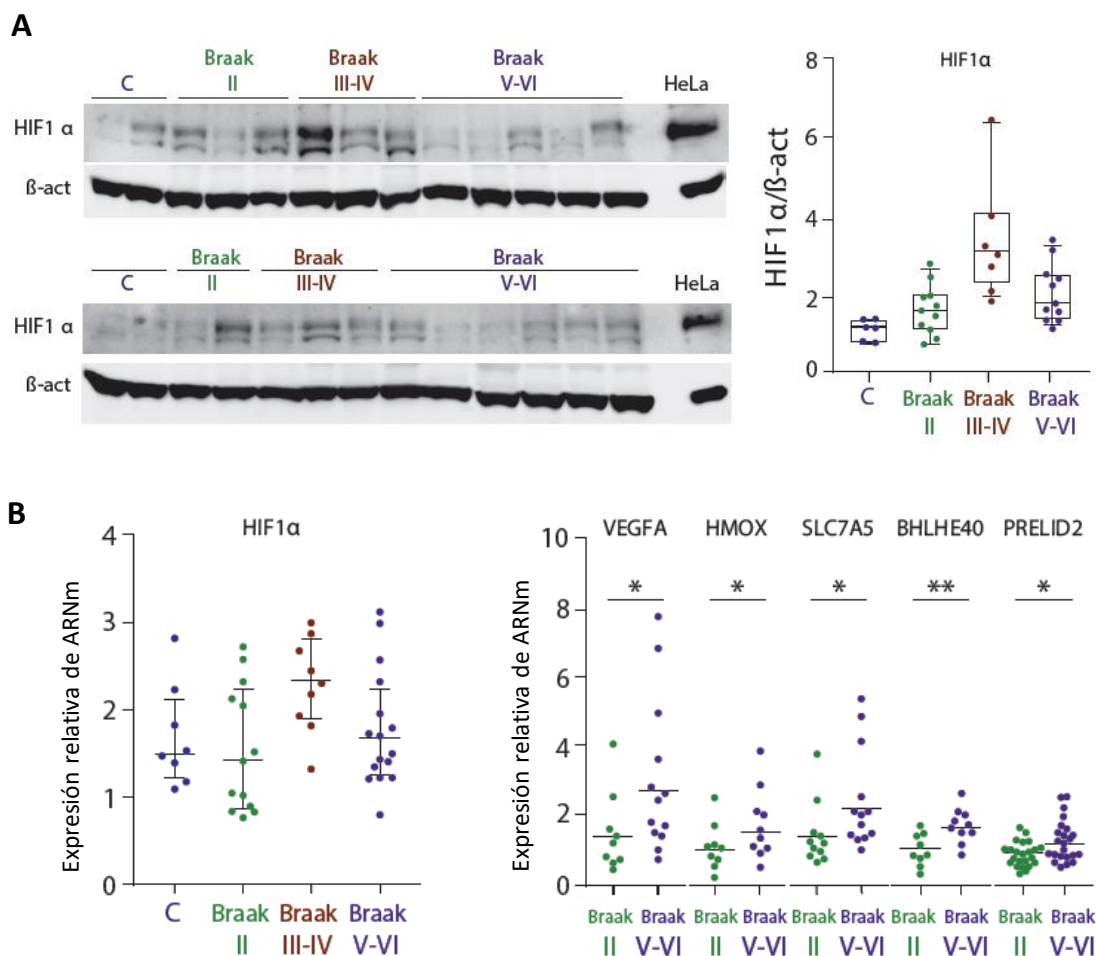 A
Braak
Braak
Braak
C
II
III-IV
V-VI
HeLa
HIF1 α
ß-act
Braak
Braak
Braak
C
II
III-IV
V-VI
HeLa
HIF1 α
ß-act
HIF1α
HIF1α/ß-act
8
6
4
2
0
C
Braak
II
Braak
III-IV
Braak
V-VI
B
HIF1α
Expresión relativa de ARNm
4
3
2
1
0
C
Braak
II
Braak
III-IV
Braak
V-VI
Expresión relativa de ARNm
10
8
6
4
2
0
VEGFA
HMOX
SLC7A5
BHLHE40
PRELID2
*
*
*
**
*
Braak
II
Braak
V-VI
Braak
II
Braak
V-VI
Braak
II
Braak
V-VI
Braak
II
Braak
V-VI
Braak
II
Braak
V-VI